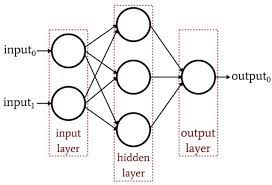 input₀
input₁
output₀
input
layer
hidden
layer
output
layer